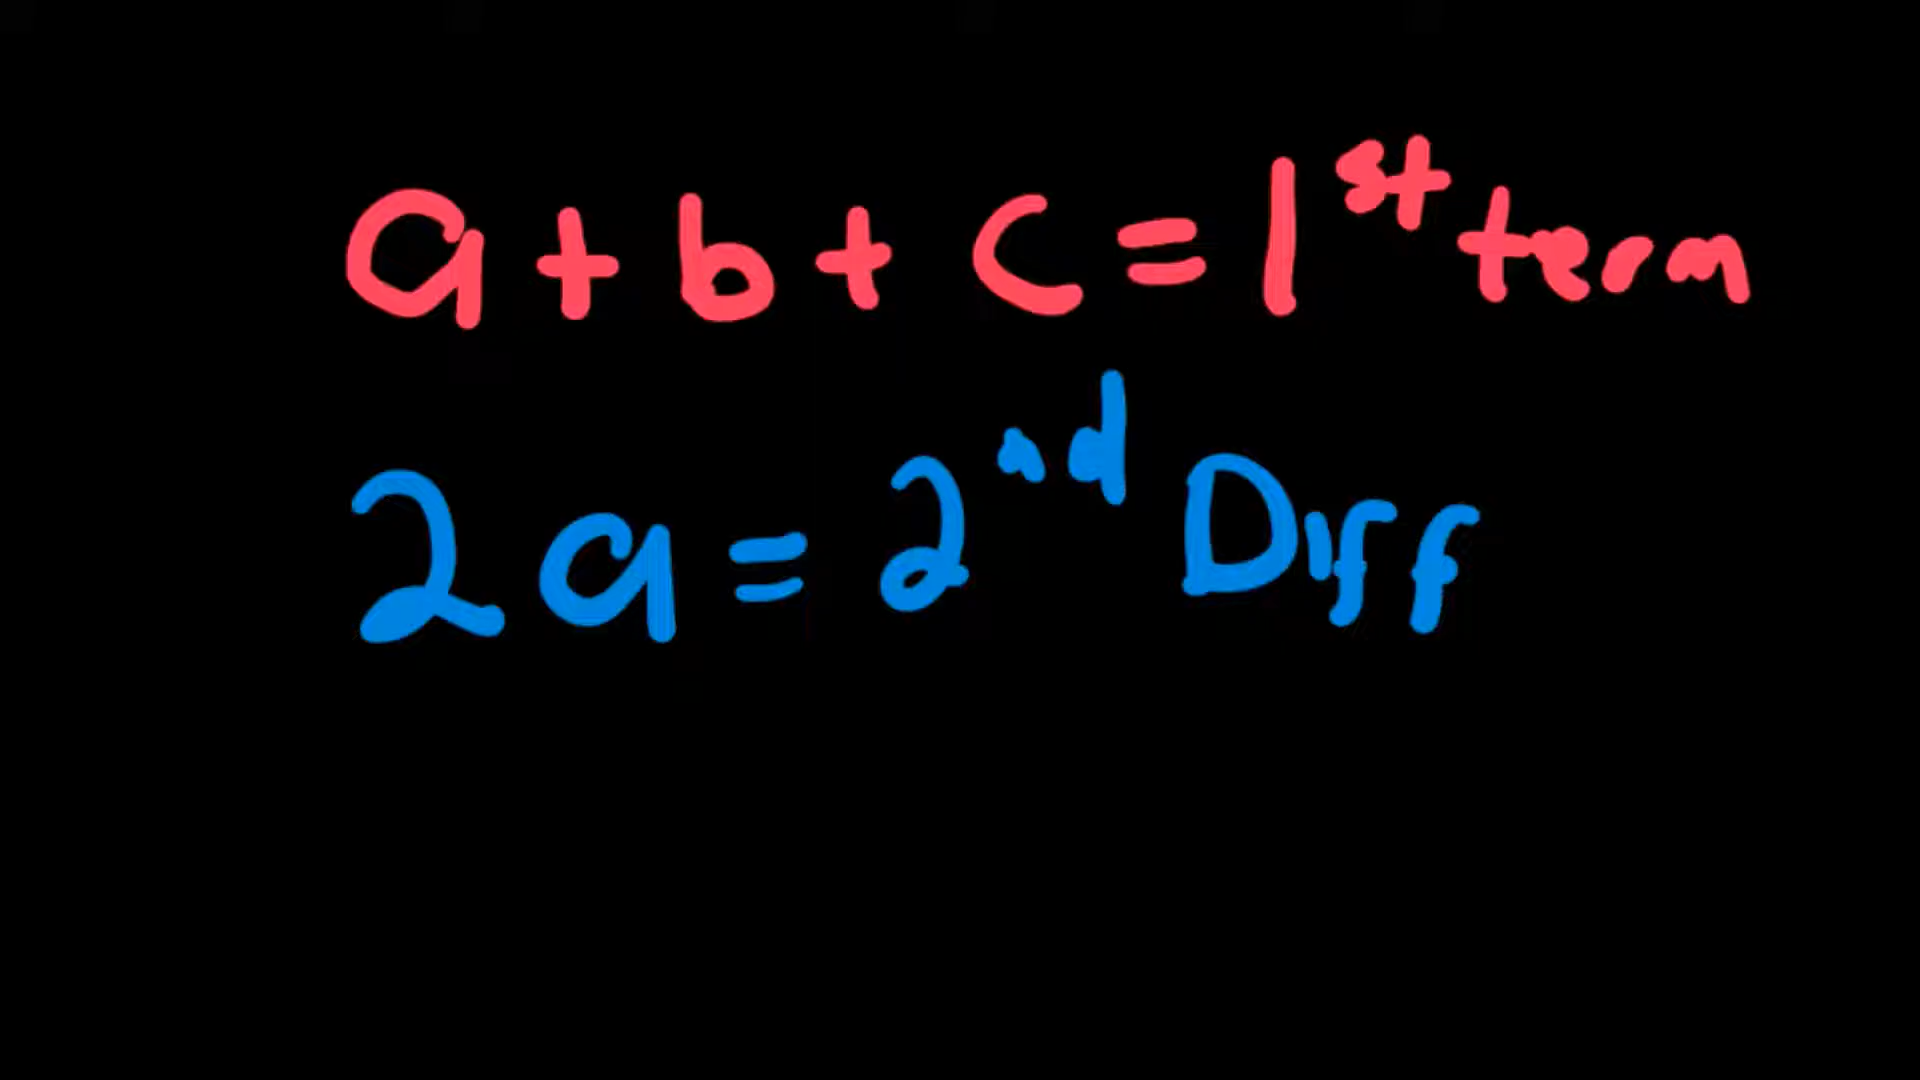 a + b + c = 1st term
2a = 2nd Diff